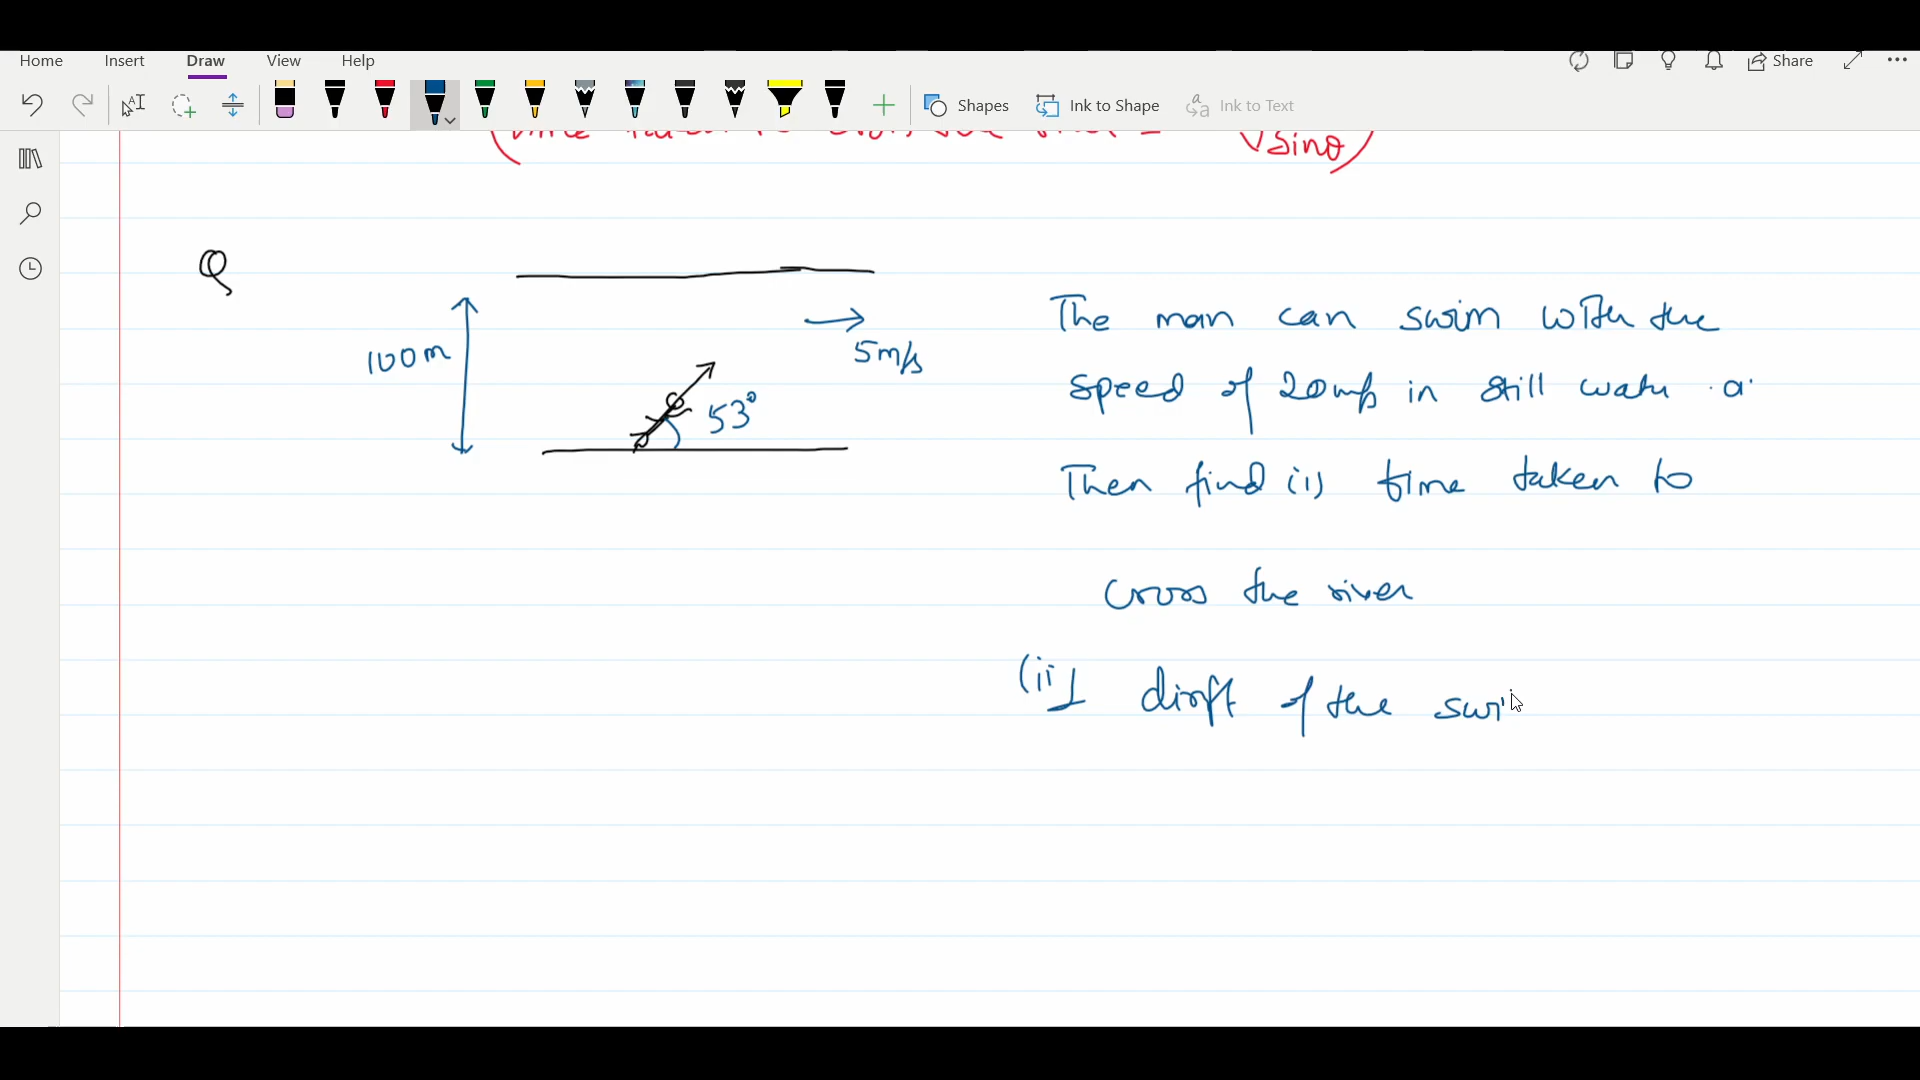 Home Insert Draw View Help
Share
Shapes Ink to Shape Ink to Text
Vsinθ)
Q
100m
5m/s
53°
The man can swim with the
speed of 20m/s in still
Then find (i) time taken to
cross the river
(ii) of the swi